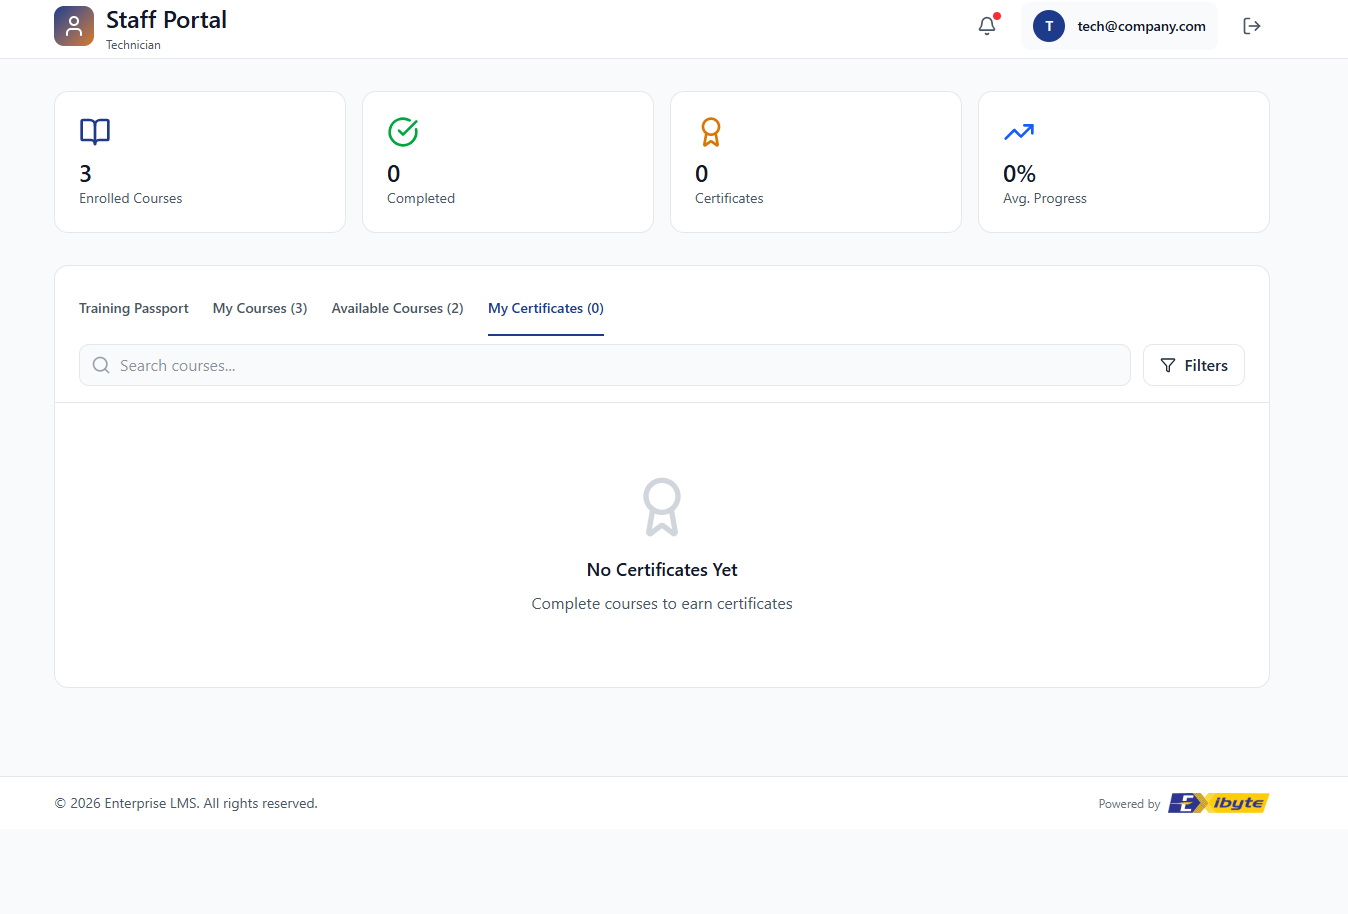 Staff Portal
Technician
T
tech@company.com
3
Enrolled Courses
0
Completed
0
Certificates
0%
Avg. Progress
Training Passport
My Courses (3)
Available Courses (2)
My Certificates (0)
Search courses...
Filters
No Certificates Yet
Complete courses to earn certificates
© 2026 Enterprise LMS. All rights reserved.
Powered by
EXibyte